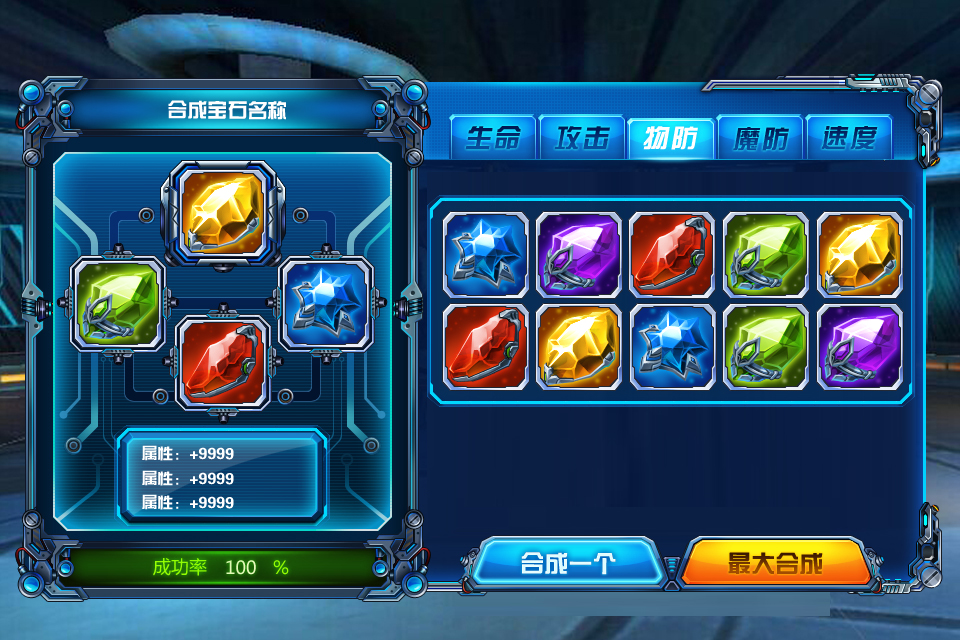 合成宝石名称
生命 攻击 物防 魔防 速度
属性：+9999
属性：+9999
属性：+9999
成功率 100 %
合成一个
最大合成